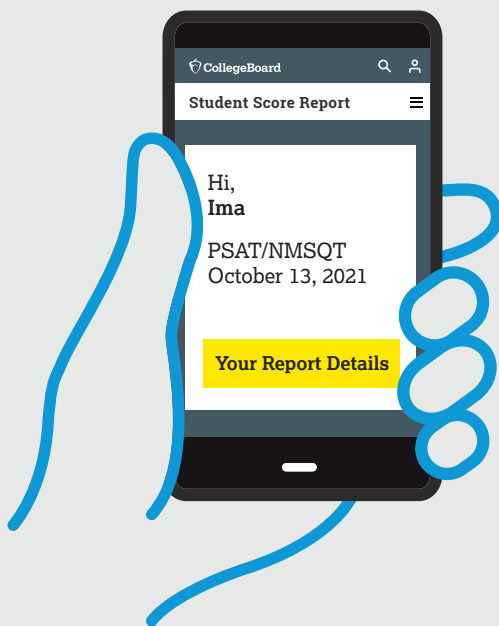 CollegeBoard
Student Score Report
Hi,
Ima
PSAT/NMSQT
October 13, 2021
Your Report Details